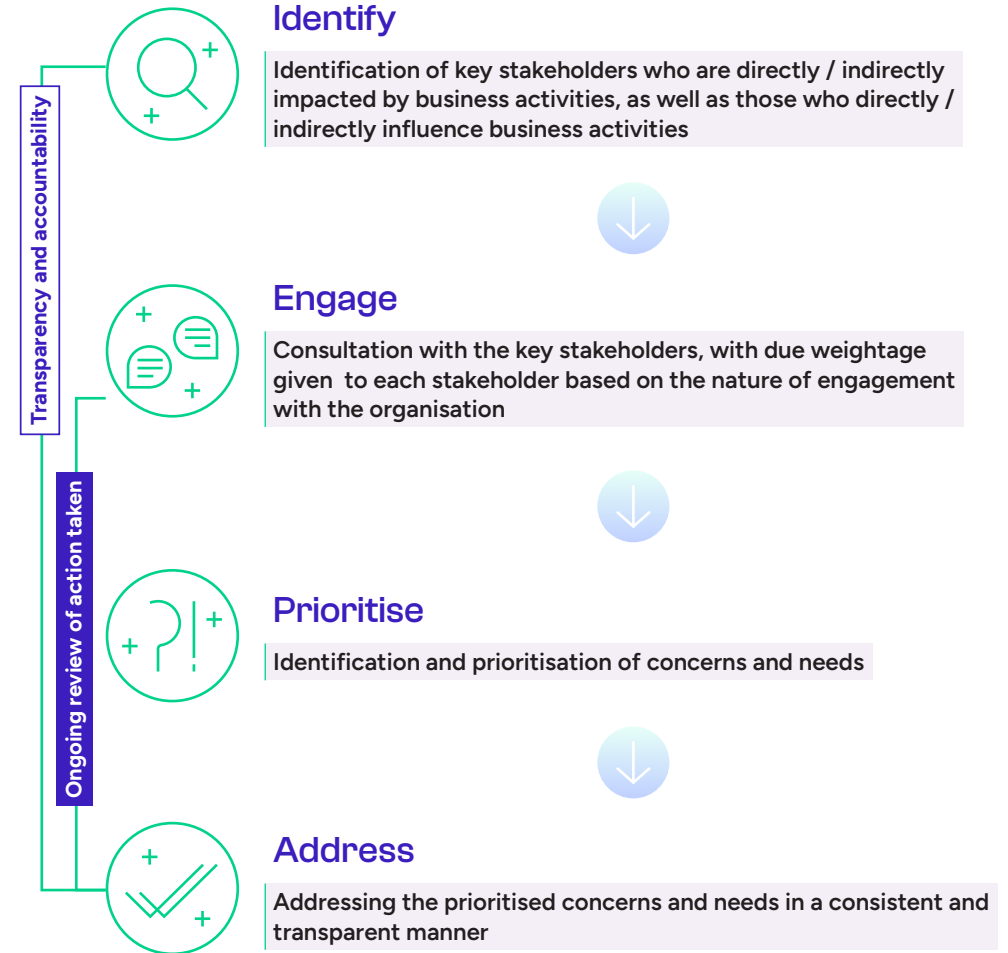 Identify
Identification of key stakeholders who are directly / indirectly
impacted by business activities, as well as those who directly /
indirectly influence business activities
Transparency and accountability
Engage
Consultation with the key stakeholders, with due weightage
given  to each stakeholder based on the nature of engagement
with the organisation
Ongoing review of action taken
Prioritise
Identification and prioritisation of concerns and needs
Address
Addressing the prioritised concerns and needs in a consistent and
transparent manner